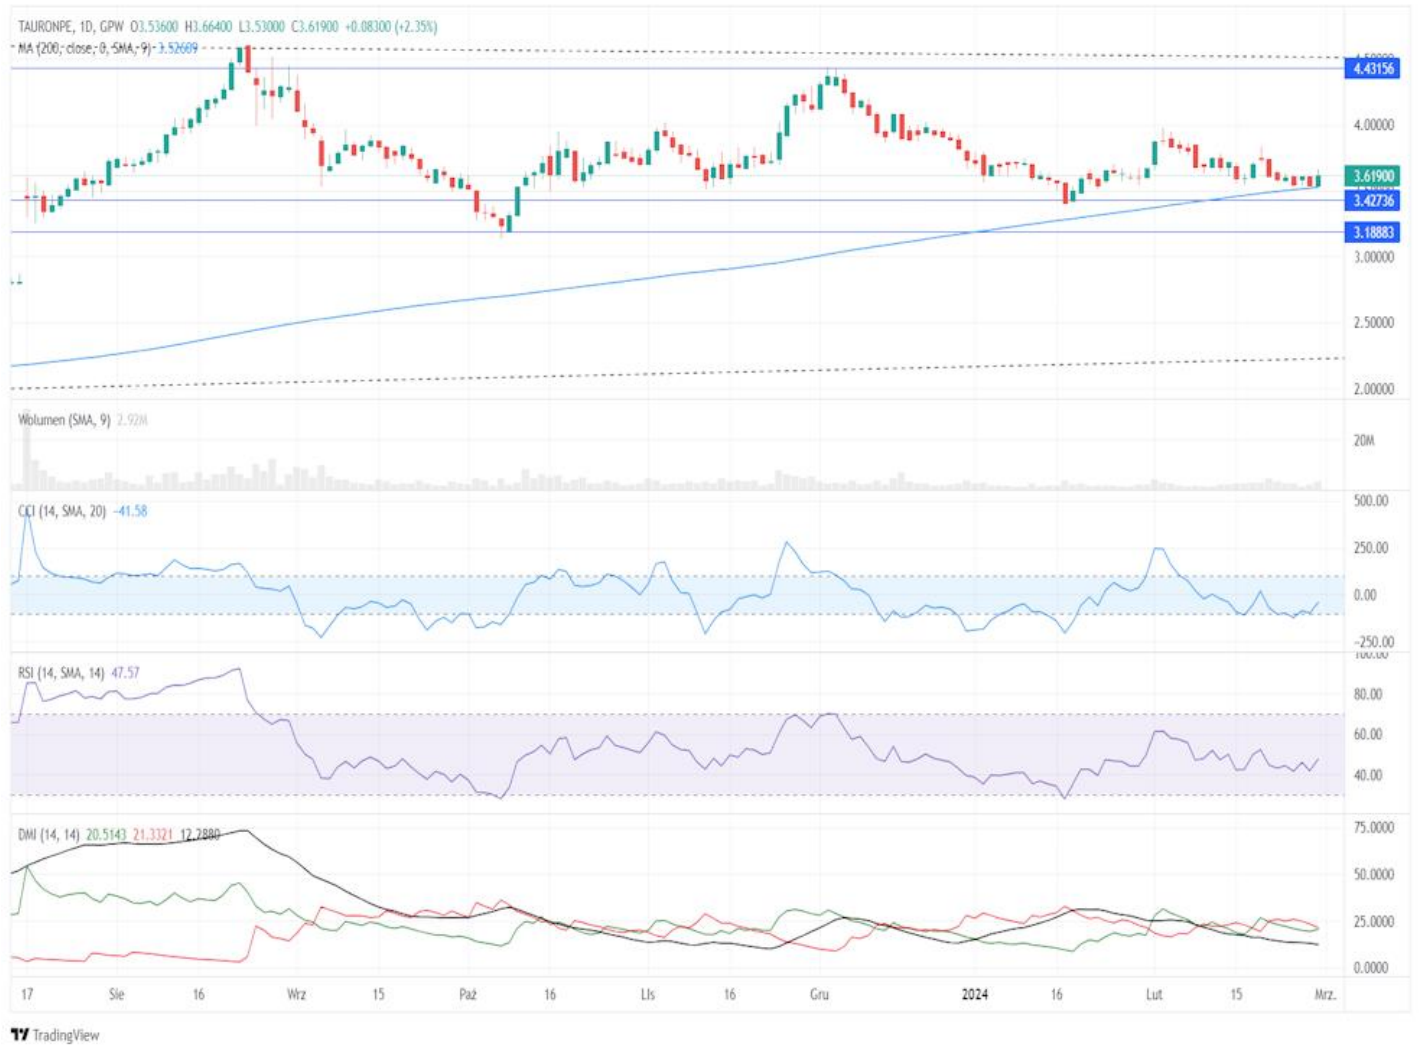 TAURONPE, 1D, GPW O3.53600 H3.66400 L3.53000 C3.61900 +0.08300 (+2.35%)
MA (200, close, 0, SMA, 9) 3.52689
4.50000
4.43156
4.00000
3.61900
3.42736
3.18883
3.00000
2.50000
2.00000
Wolumen (SMA, 9) 2.92M
20M
CCI (14, SMA, 20) −41.58
500.00
250.00
0.00
−250.00
RSI (14, SMA, 14) 47.57
100.00
80.00
60.00
40.00
DMI (14, 14) 20.5143 21.3321 12.2880
75.0000
50.0000
25.0000
0.0000
17 Sie 16 Wrz 15 Paź 16 Lis 16 Gru 2024 16 Lut 15 Mrz.
TradingView